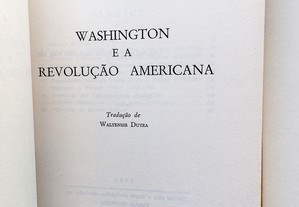 WASHINGTON
E A
REVOLUÇÃO AMERICANA
Tradução de
WALTENSIR DUTRA